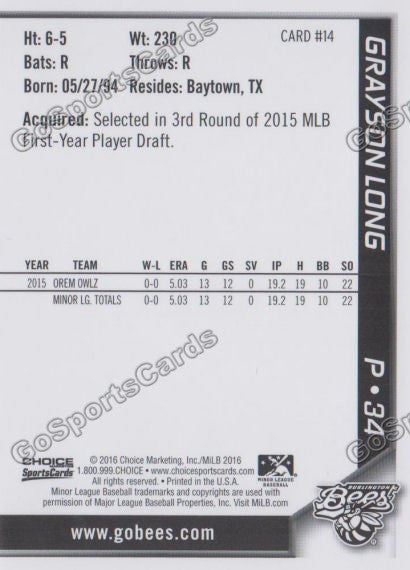 Ht: 6-5 Wt: 230 CARD #14
Bats: R Throws: R
Born: 05/27/94 Resides: Baytown, TX
Acquired: Selected in 3rd Round of 2015 MLB
First-Year Player Draft.
GRAYSON LONG
P • 34
YEAR TEAM W-L ERA G GS SV IP H BB SO
2015 OREM OWLZ 0-0 5.03 13 12 0 19.2 19 10 22
MINOR LG. TOTALS 0-0 5.03 13 12 0 19.2 19 10 22
CHOICE
SportsCards
© 2016 Choice Marketing, Inc./MiLB 2016
1.800.999.CHOICE • www.choicesportscards.com
All rights reserved. • Printed in the U.S.A.
Minor League Baseball trademarks and copyrights are used with
permission of Major League Baseball Properties, Inc. Visit MiLB.com
MINOR LEAGUE
BASEBALL
BURLINGTON
Bees
www.gobees.com
GoSportsCards
GoSportsCards
GoSportsCards
GoSportsCards